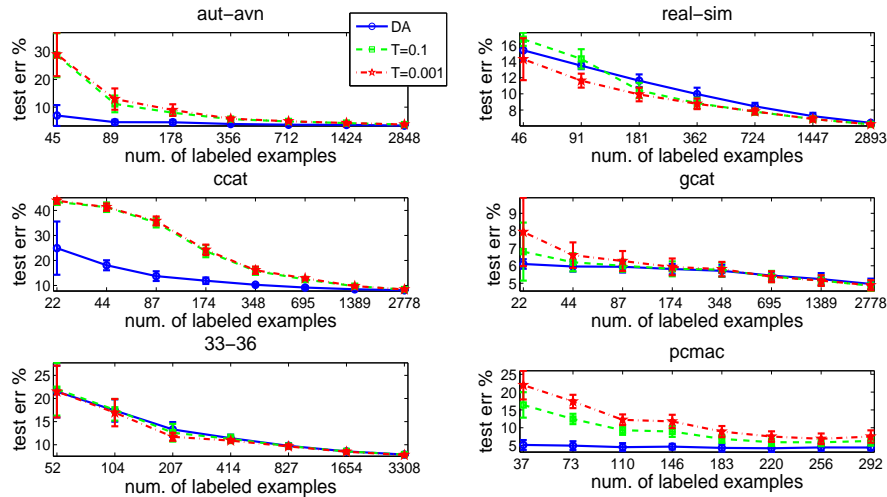 aut−avn
DA
T=0.1
T=0.001
test err %
30
20
10
45 89 178 356 712 1424 2848
num. of labeled examples
real−sim
test err %
16
14
12
10
8
46 91 181 362 724 1447 2893
num. of labeled examples
ccat
test err %
40
30
20
10
22 44 87 174 348 695 1389 2778
num. of labeled examples
gcat
test err %
9
8
7
6
5
22 44 87 174 348 695 1389 2778
num. of labeled examples
33−36
test err %
25
20
15
10
52 104 207 414 827 1654 3308
num. of labeled examples
pcmac
test err %
25
20
15
10
5
37 73 110 146 183 220 256 292
num. of labeled examples